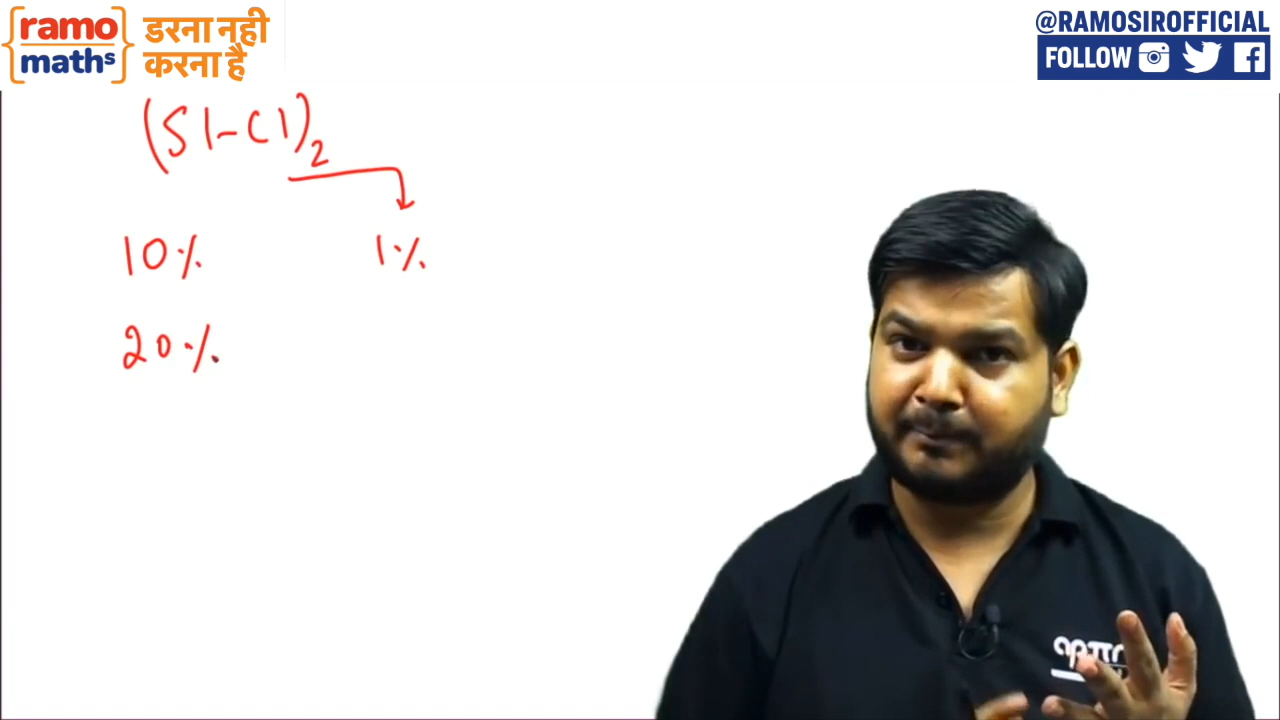 ramo
maths
डरना नही
करना है
@RAMOSIROFFICIAL
FOLLOW
(SI-CI)2
10% 1%
20%